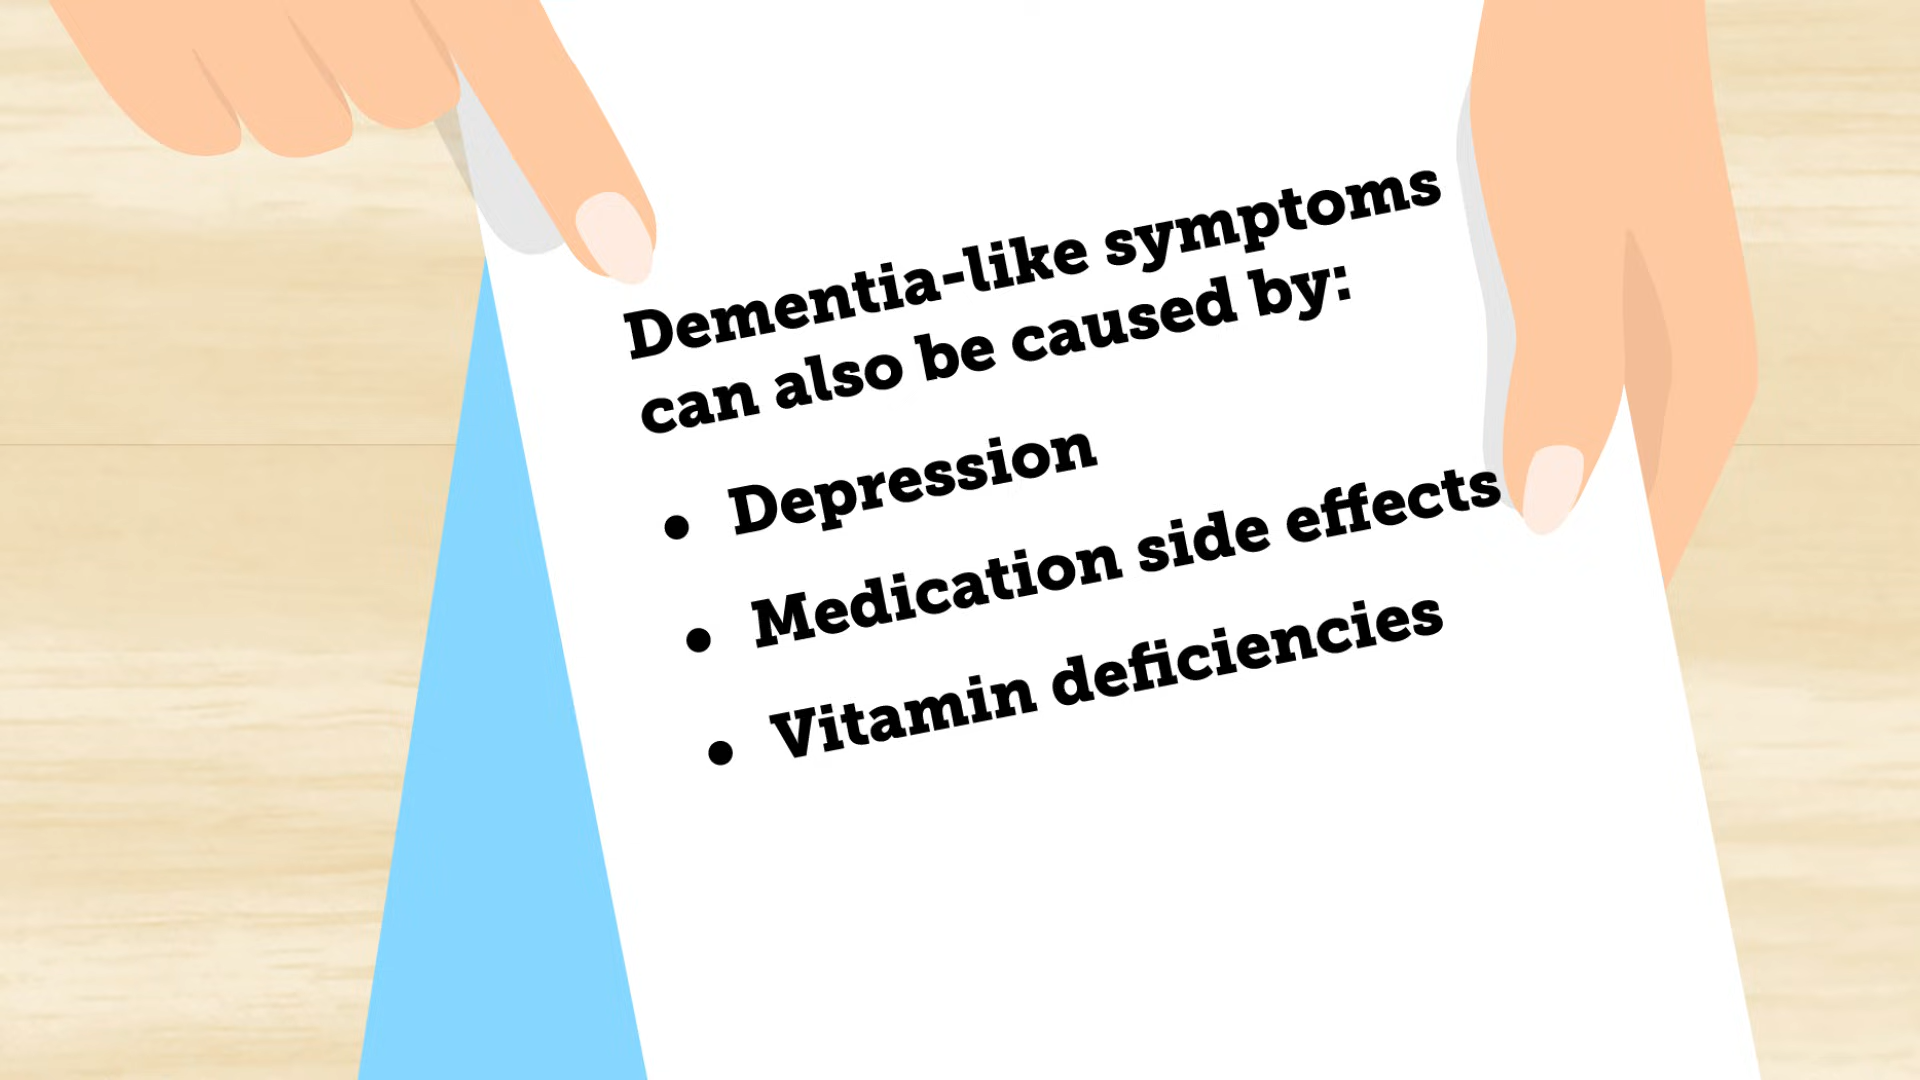 Dementia-like symptoms
can also be caused by:
• Depression
• Medication side effects
• Vitamin deficiencies